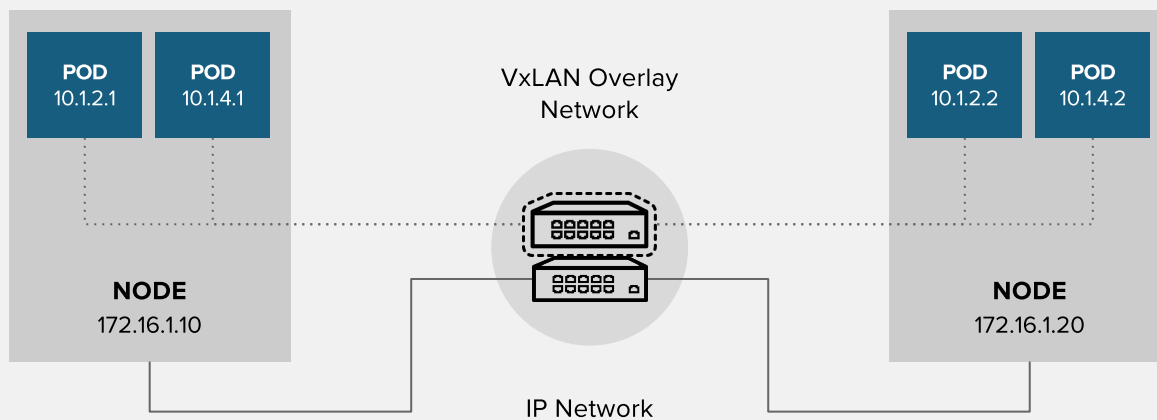 POD
10.1.2.1
POD
10.1.4.1
VxLAN Overlay
Network
POD
10.1.2.2
POD
10.1.4.2
NODE
172.16.1.10
NODE
172.16.1.20
IP Network